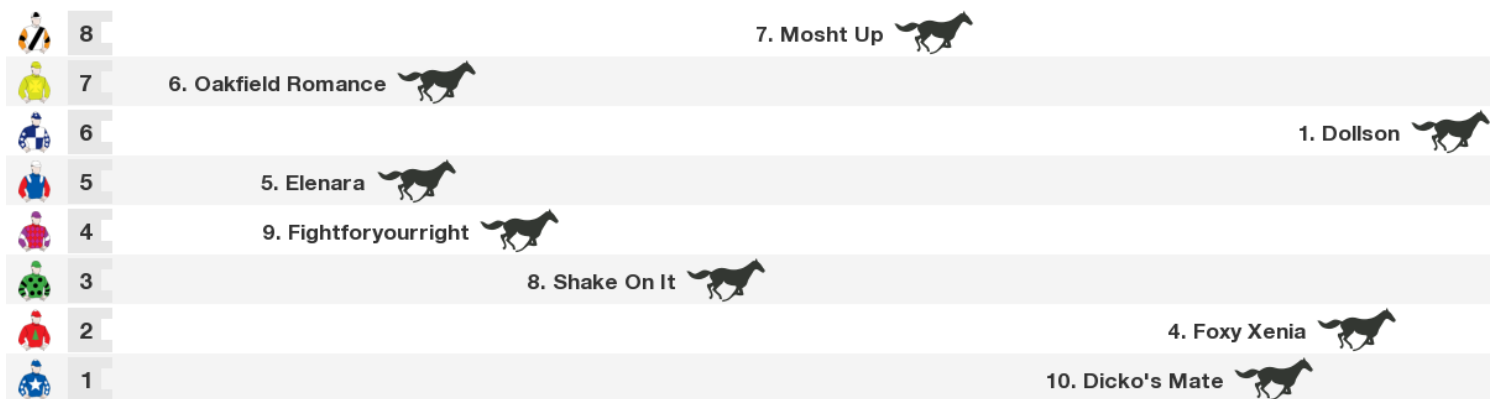 8 7. Mosht Up
7 6. Oakfield Romance
6 1. Dollson
5 5. Elenara
4 9. Fightforyourright
3 8. Shake On It
2 4. Foxy Xenia
1 10. Dicko's Mate